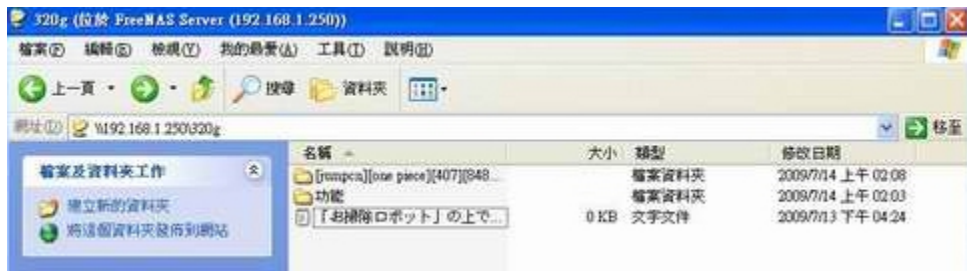 320g (位於 FreeNAS Server (192.168.1.250))
檔案(F) 編輯(E) 檢視(V) 我的最愛(A) 工具(T) 說明(H)
上一頁 搜尋 資料夾
網址(D) \\192.168.1.250\320g 移至
名稱 大小 類型 修改日期
檔案及資料夾工作
[jumpcn][one piece][407][848... 檔案資料夾 2009/7/14 上午 02:08
功能 檔案資料夾 2009/7/14 上午 02:03
「お掃除ロボット」の上で... 0 KB 文字文件 2009/7/13 下午 04:24
建立新的資料夾
將這個資料夾發佈到網站